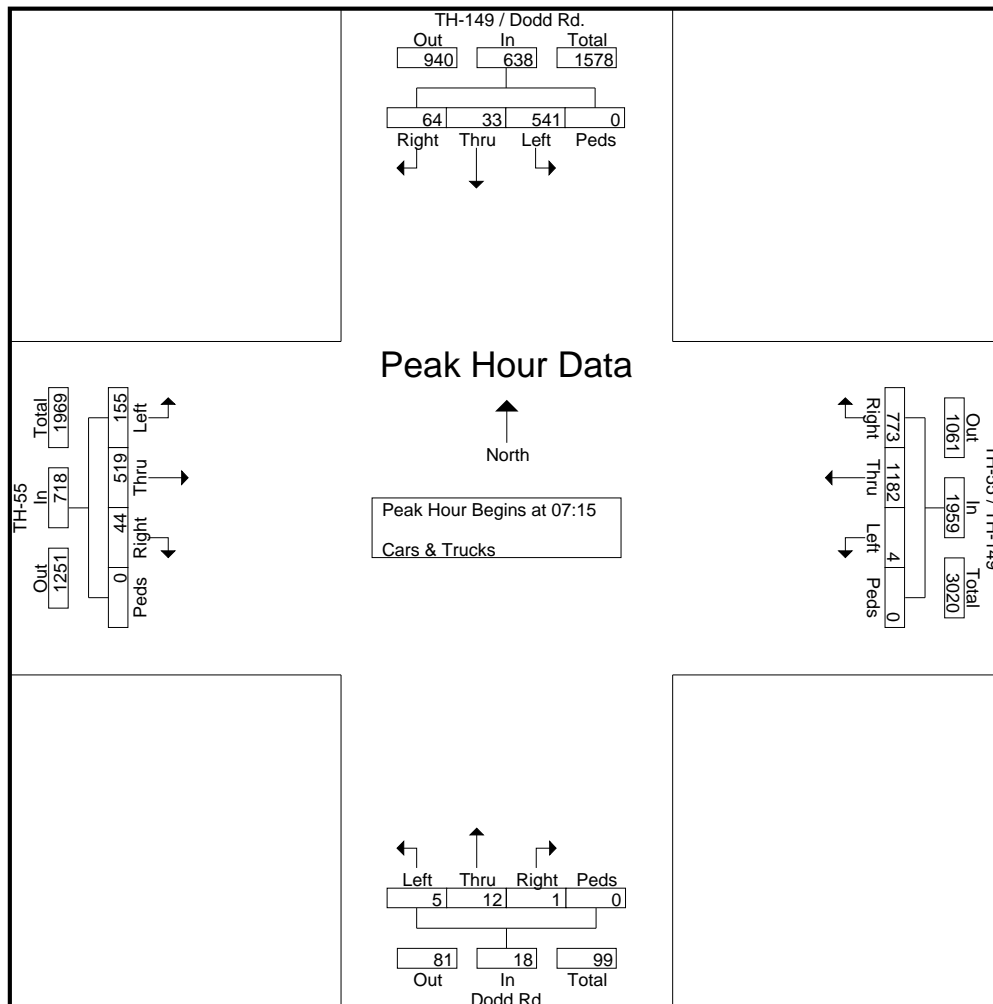 TH-149 / Dodd Rd.
Out In Total
940 638 1578
64 33 541 0
Right Thru Left Peds
Peak Hour Data
North
Peak Hour Begins at 07:15
Cars & Trucks
TH-55
Out In Total
1251 718 1969
155 519 44 0
Left Thru Right Peds
TH-55 / TH-149
Out In Total
1061 1959 3020
773 1182 4 0
Right Thru Left Peds
Left Thru Right Peds
5 12 1 0
81 18 99
Out In Total
Dodd Rd.